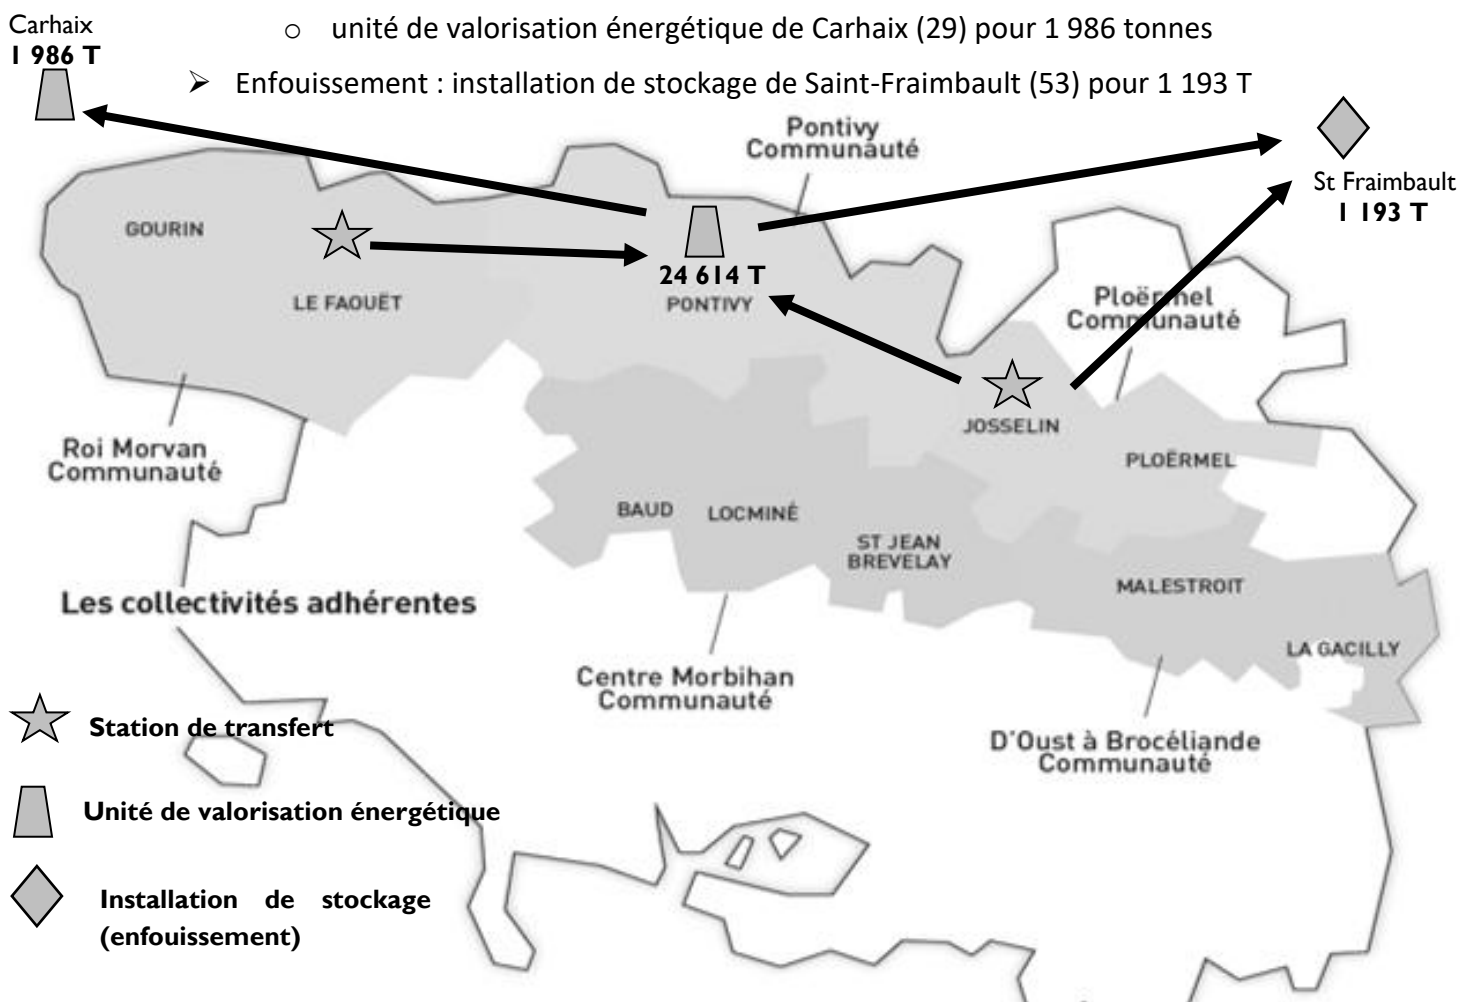 Carhaix
1 986 T
o unité de valorisation énergétique de Carhaix (29) pour 1 986 tonnes
➢ Enfouissement : installation de stockage de Saint-Fraimbault (53) pour 1 193 T
Pontivy
Communauté
St Fraimbault
1 193 T
GOURIN
24 614 T
LE FAOUËT
PONTIVY
Ploërmel
Communauté
JOSSELIN
Roi Morvan
Communauté
PLOËRMEL
BAUD
LOCMINÉ
ST JEAN
BREVELAY
MALESTROIT
Les collectivités adhérentes
LA GACILLY
Centre Morbihan
Communauté
D'Oust à Brocéliande
Communauté
Station de transfert
Unité de valorisation énergétique
Installation de stockage
(enfouissement)